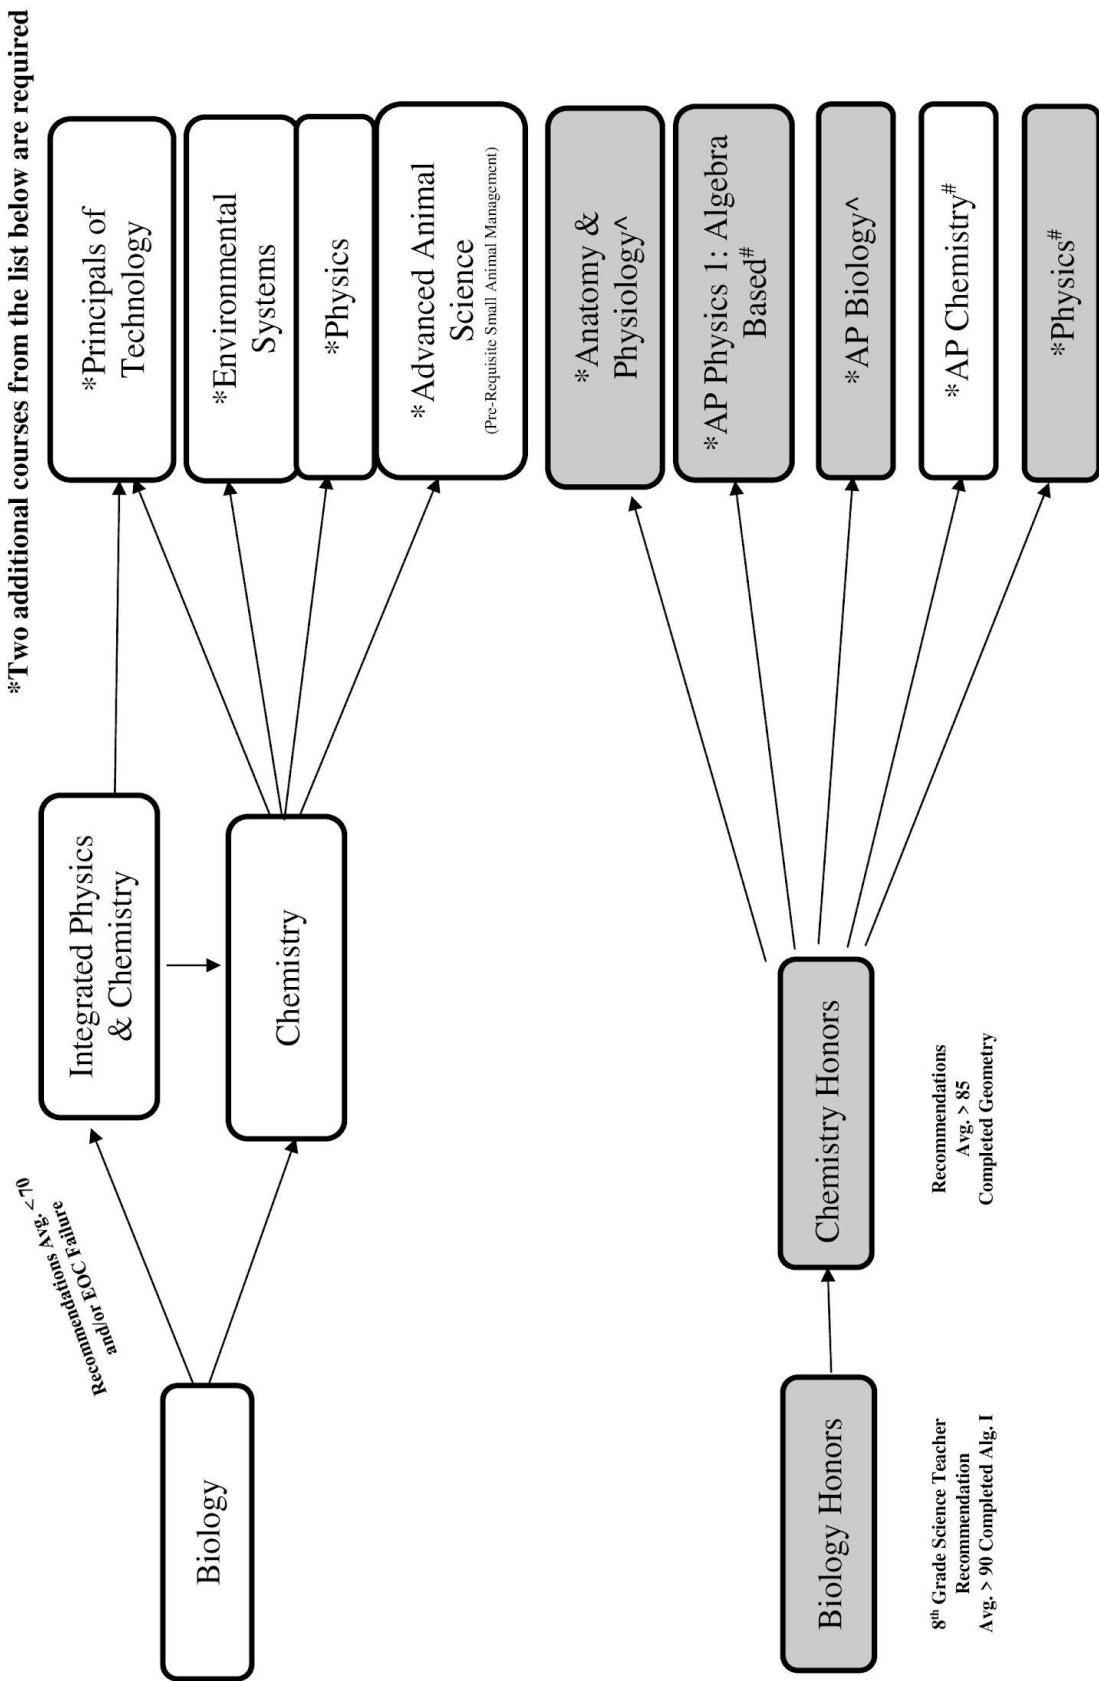 *Two additional courses from the list below are required
*Principals of
Technology
*Environmental
Systems
*Physics
*Advanced Animal
Science
(Pre-Requisite Small Animal Management)
Integrated Physics
& Chemistry
Chemistry
Recommendations Avg. < 70
and/or EOC Failure
Biology
*Anatomy &
Physiology^
*AP Physics 1: Algebra
Based#
*AP Biology^
*AP Chemistry#
*Physics#
Chemistry Honors
Recommendations
Avg. > 85
Completed Geometry
Biology Honors
8th Grade Science Teacher
Recommendation
Avg. > 90 Completed Alg. I